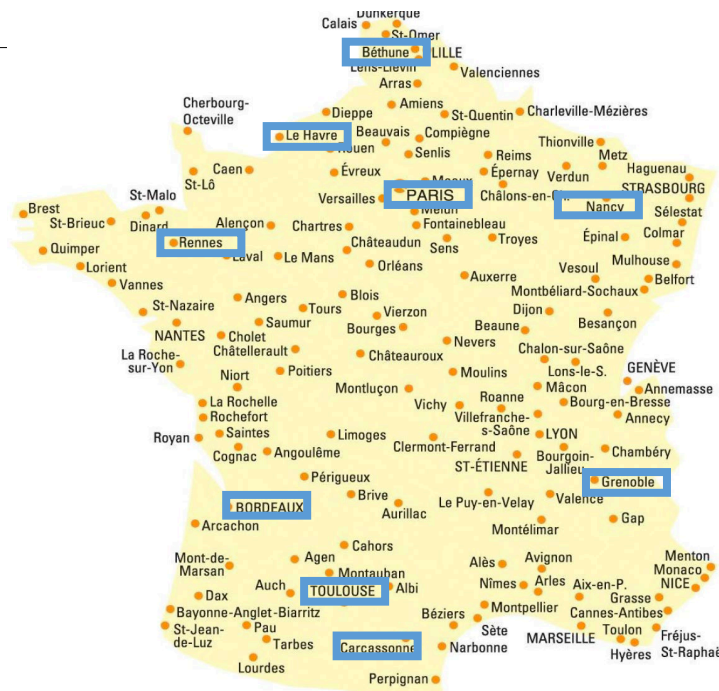 Dunkerque
Calais
St-Omer
Béthune
LILLE
Lens-Liévin
Valenciennes
Arras
Cherbourg-
Octeville
Dieppe
Amiens
St-Quentin
Charleville-Mézières
Le Havre
Rouen
Beauvais
Compiègne
Thionville
Metz
Caen
St-Lô
Évreux
Senlis
Reims
Épernay
Verdun
Haguenau
Meaux
PARIS
Versailles
Châlons-en-Ch.
STRASBOURG
Nancy
Brest
St-Malo
St-Brieuc
Dinard
Alençon
Chartres
Melun
Fontainebleau
Sélestat
Quimper
Rennes
Laval
Le Mans
Châteaudun
Sens
Troyes
Épinal
Colmar
Lorient
Orléans
Mulhouse
Vannes
Auxerre
Vesoul
Belfort
Montbéliard-Sochaux
St-Nazaire
Angers
Blois
Tours
Vierzon
Dijon
NANTES
Saumur
Bourges
Beaune
Besançon
Cholet
Nevers
La Roche-
sur-Yon
Châtellerault
Châteauroux
Chalon-sur-Saône
Lons-le-S.
GENÈVE
Niort
Poitiers
Moulins
Mâcon
Annemasse
Montluçon
La Rochelle
Vichy
Roanne
Bourg-en-Bresse
Rochefort
Villefranche-
s-Saône
Annecy
Royan
Saintes
Limoges
Clermont-Ferrand
LYON
Cognac
Angoulême
ST-ÉTIENNE
Bourgoin-
Jallieu
Chambéry
Périgueux
Grenoble
BORDEAUX
Brive
Aurillac
Le Puy-en-Velay
Valence
Arcachon
Montélimar
Gap
Cahors
Mont-de-
Marsan
Agen
Montauban
Alès
Avignon
Menton
Monaco
NICE
Dax
Auch
TOULOUSE
Albi
Nîmes
Arles
Aix-en-P.
Grasse
Bayonne-Anglet-Biarritz
Béziers
Montpellier
Cannes-Antibes
St-Jean-
de-Luz
Pau
Tarbes
Carcassonne
Sète
Narbonne
MARSEILLE
Toulon
Hyères
Fréjus-
St-Raphaë
Lourdes
Perpignan